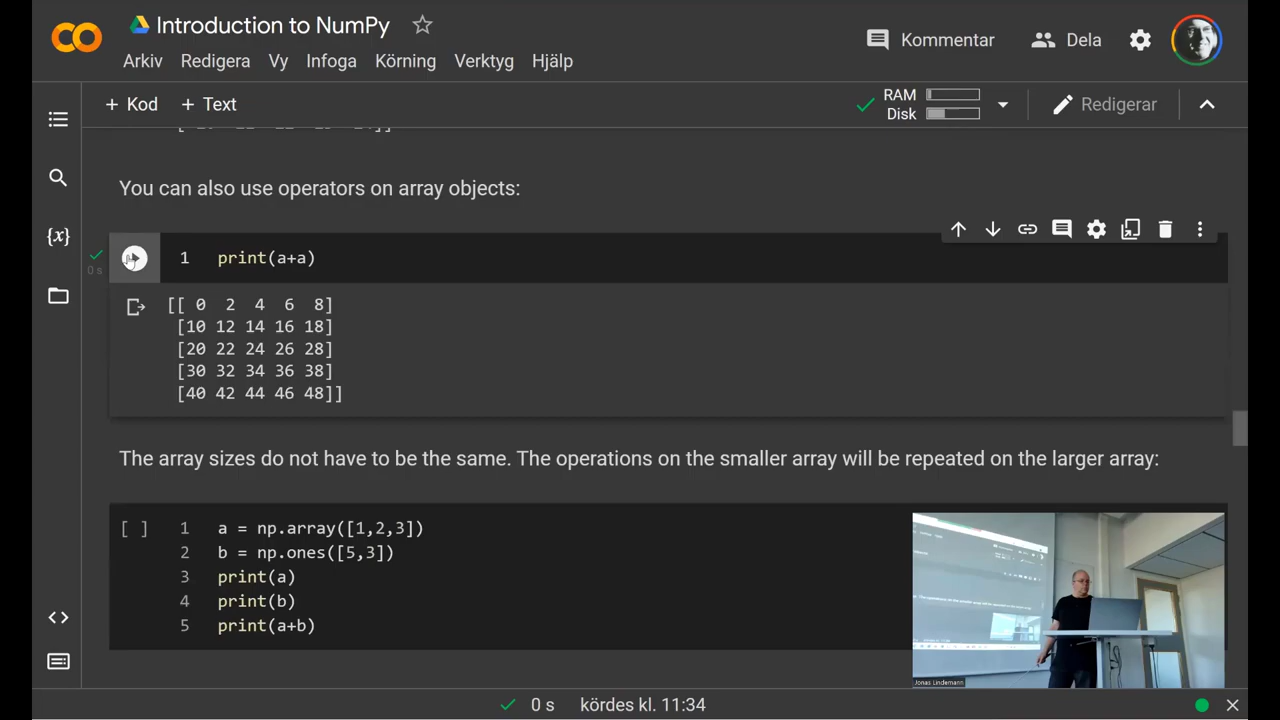 Introduction to NumPy
Arkiv Redigera Vy Infoga Körning Verktyg Hjälp
Kommentar
Dela
+ Kod + Text
RAM
Disk
Redigerar
You can also use operators on array objects:
0 s
1 print(a+a)
[[ 0 2 4 6 8]
[10 12 14 16 18]
[20 22 24 26 28]
[30 32 34 36 38]
[40 42 44 46 48]]
The array sizes do not have to be the same. The operations on the smaller array will be repeated on the larger array:
[ ]
1 a = np.array([1,2,3])
2 b = np.ones([5,3])
3 print(a)
4 print(b)
5 print(a+b)
Jonas Lindemann
0 s kördes kl. 11:34